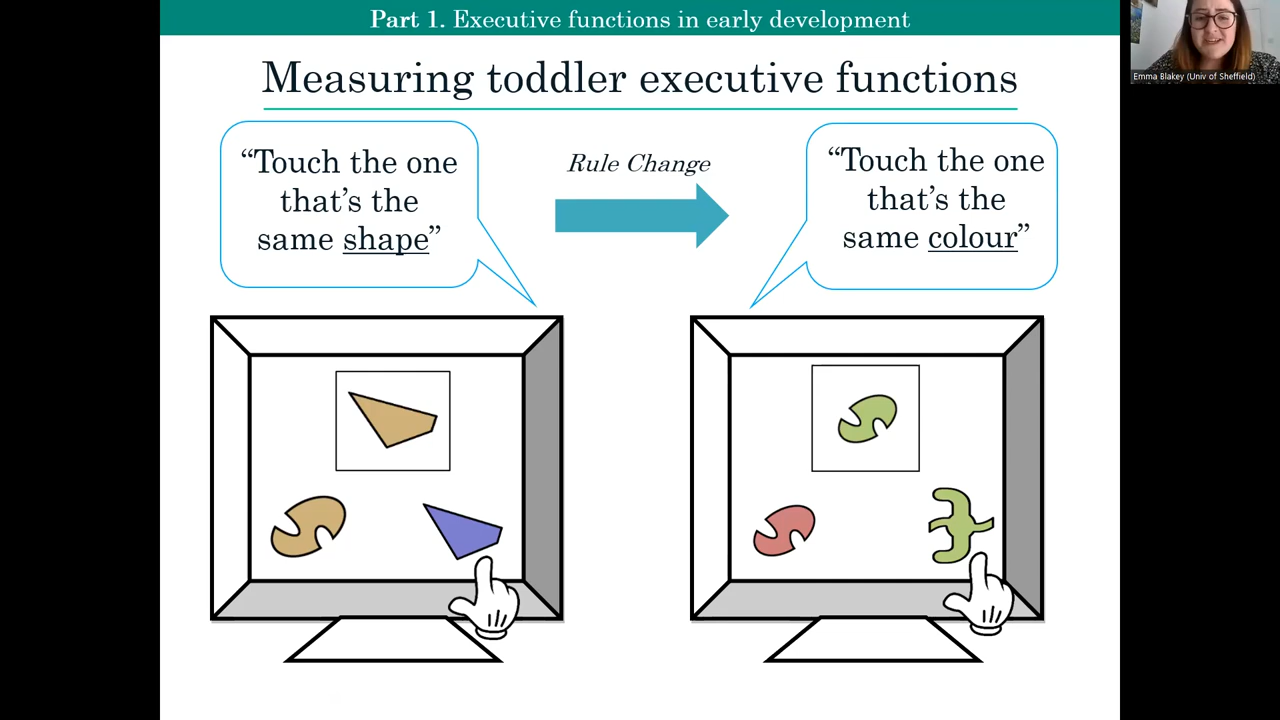 Part 1. Executive functions in early development
Emma Blakey (Univ of Sheffield)
Measuring toddler executive functions
“Touch the one
that’s the
same shape”
Rule Change
“Touch the one
that’s the
same colour”